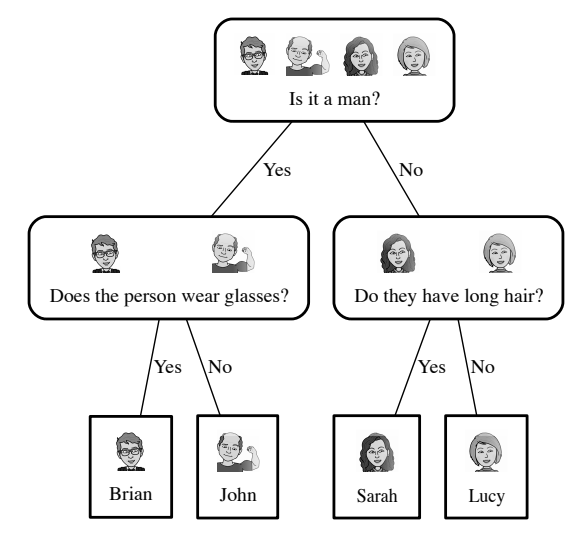 Is it a man?
Yes
No
Does the person wear glasses?
Do they have long hair?
Yes
No
Yes
No
Brian
John
Sarah
Lucy